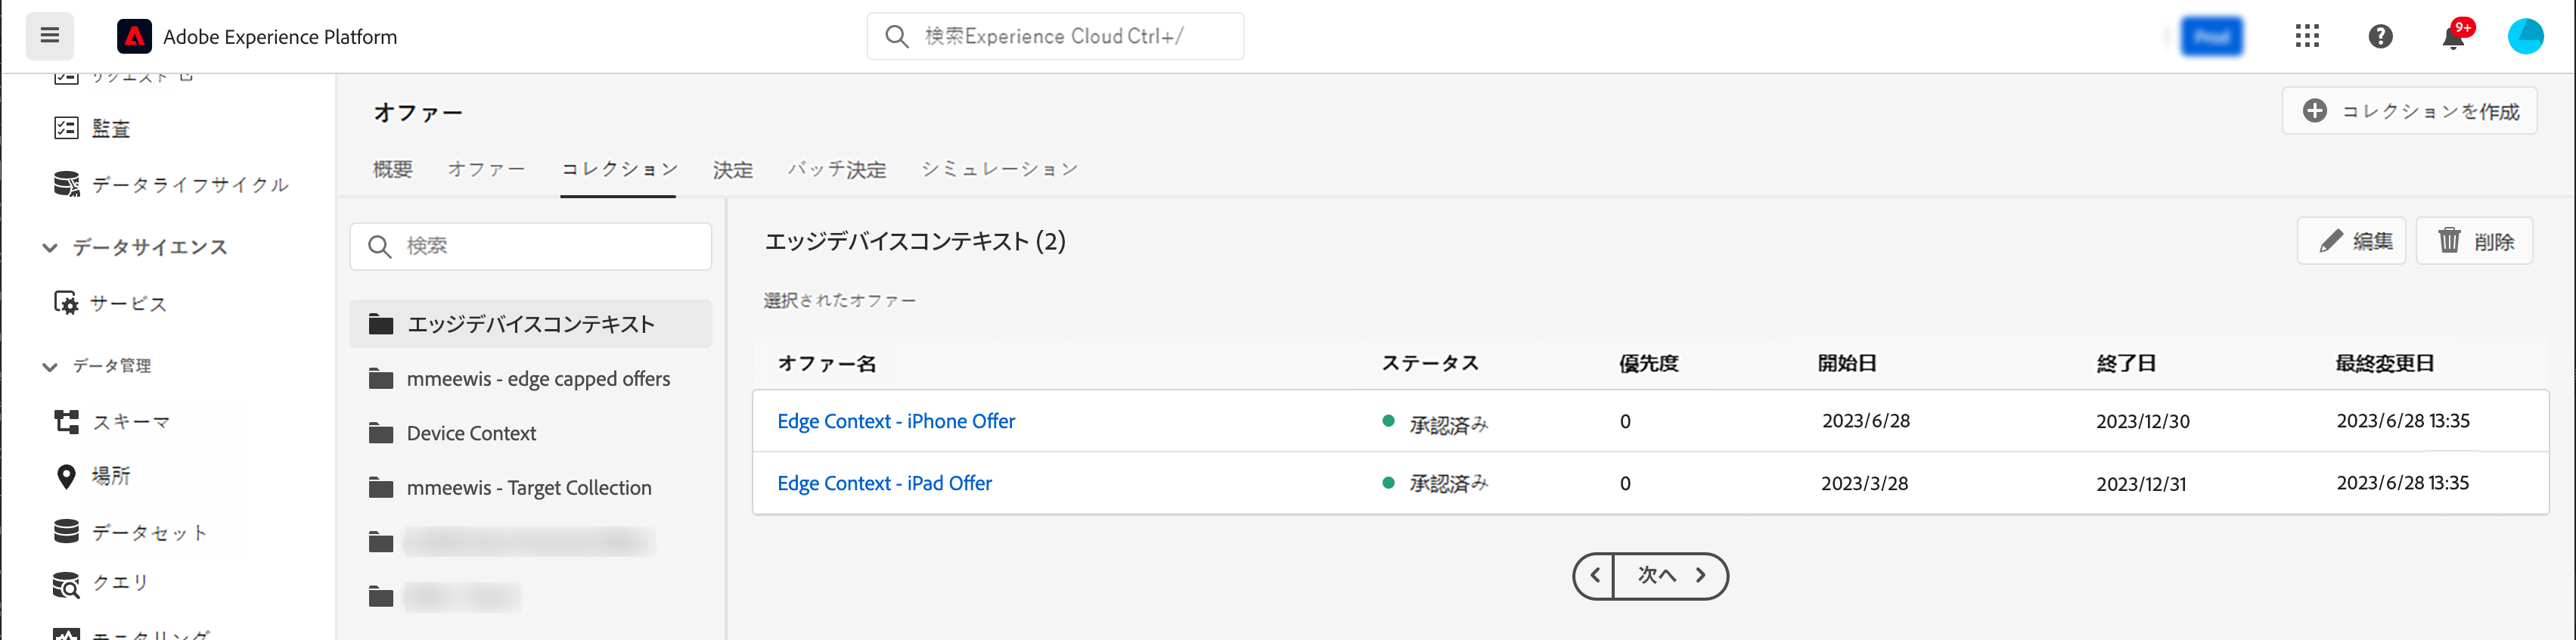 Adobe Experience Platform
検索Experience Cloud Ctrl+/
9+
監査
データライフサイクル
データサイエンス
サービス
データ管理
スキーマ
場所
データセット
クエリ
モニタリング
オファー
コレクションを作成
概要 オファー コレクション 決定 バッチ決定 シミュレーション
検索
エッジデバイスコンテキスト
mmeewis - edge capped offers
Device Context
mmeewis - Target Collection
エッジデバイスコンテキスト (2)
編集 削除
選択されたオファー
オファー名 ステータス 優先度 開始日 終了日 最終変更日
Edge Context - iPhone Offer 承認済み 0 2023/6/28 2023/12/30 2023/6/28 13:35
Edge Context - iPad Offer 承認済み 0 2023/3/28 2023/12/31 2023/6/28 13:35
次へ